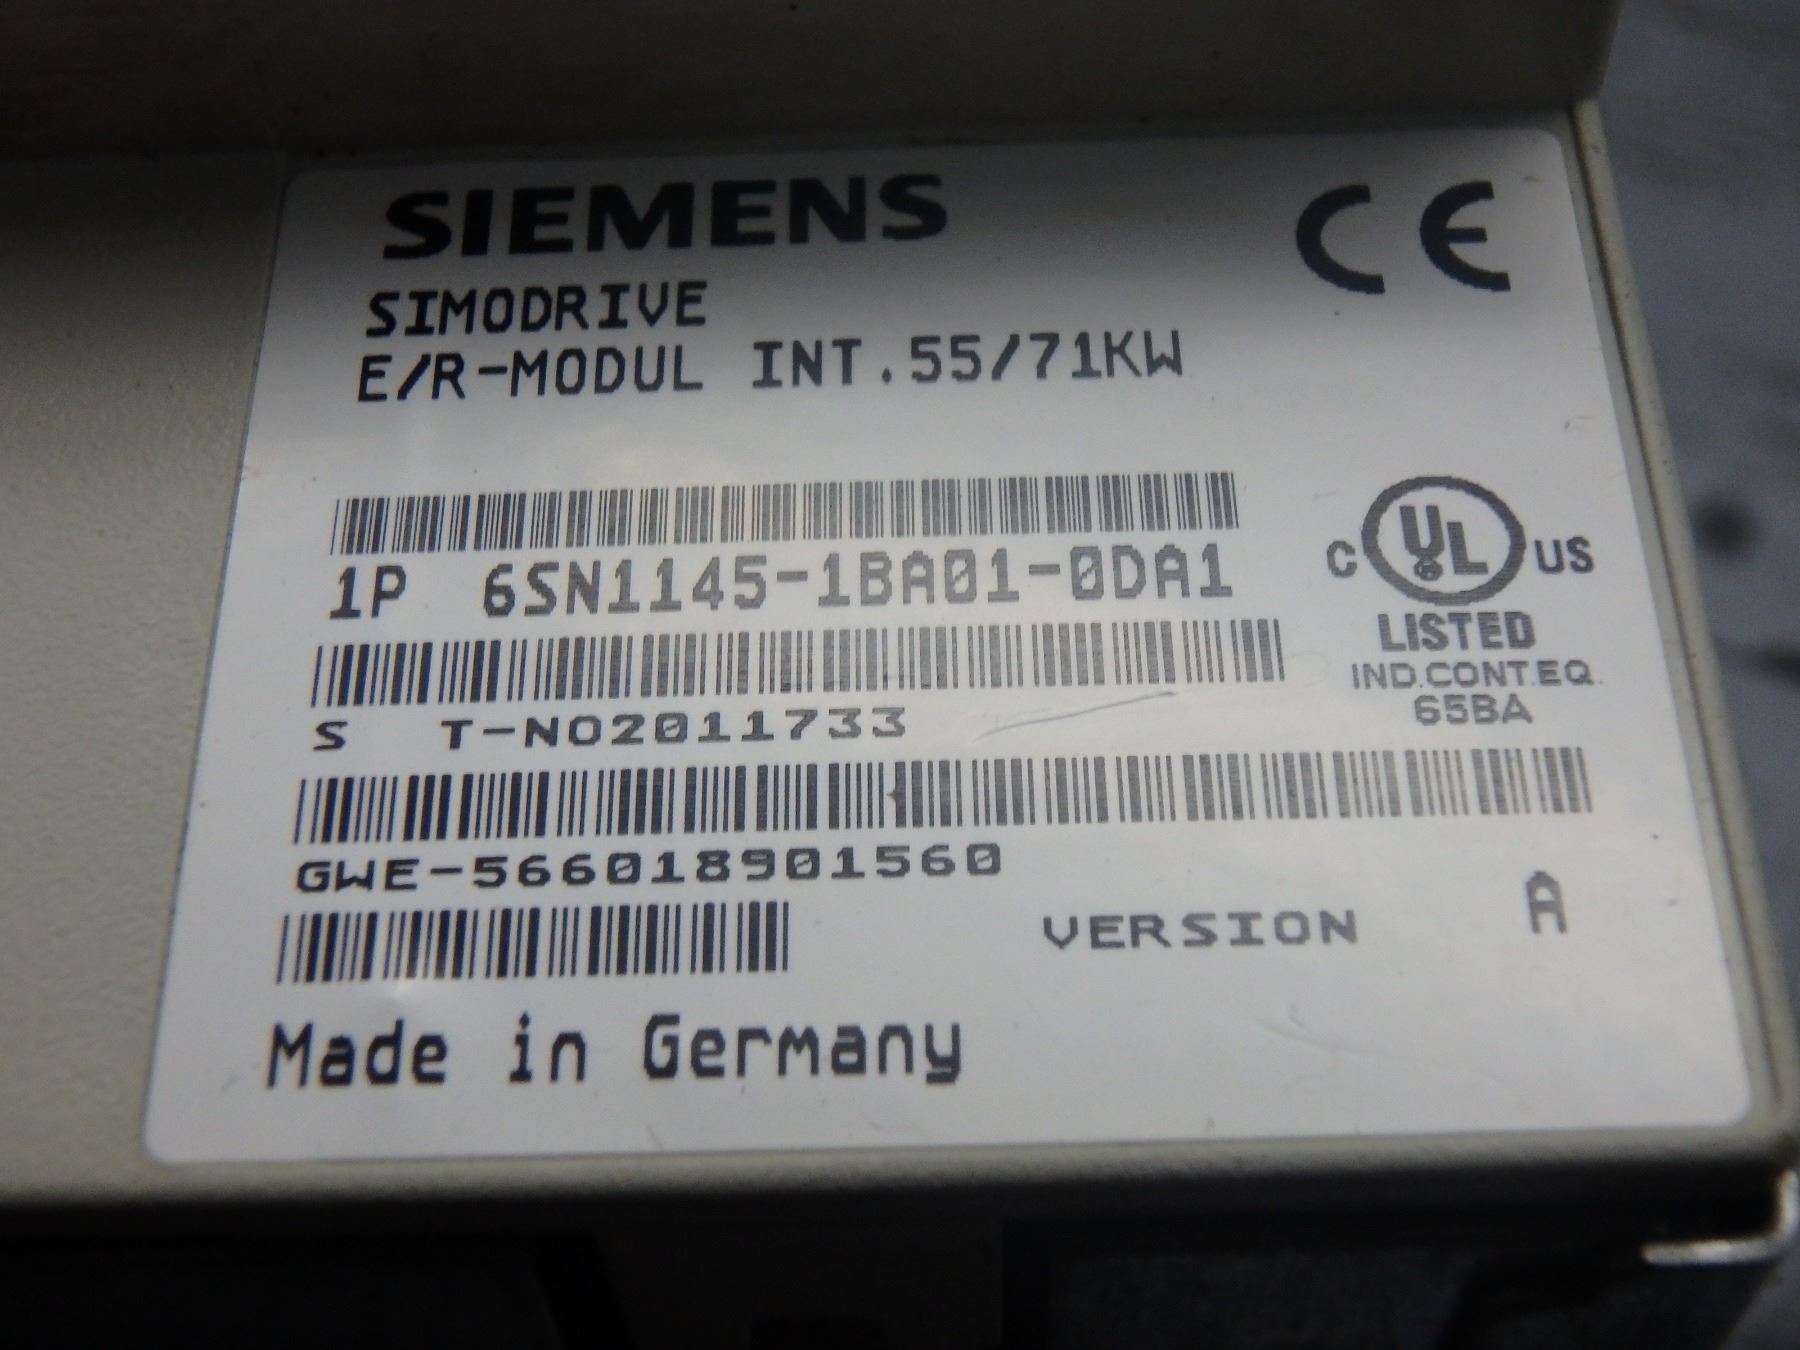 SIEMENS
CE
SIMODRIVE
E/R-MODUL INT.55/71KW
1P 6SN1145-1BA01-0DA1
C UL US
LISTED
IND.CONT.EQ.
65BA
S T-NO2011733
GWE-566018901560
VERSION A
Made in Germany